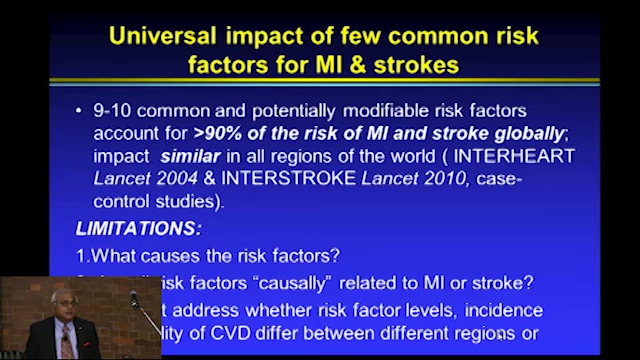 Universal impact of few common risk
factors for MI & strokes
• 9-10 common and potentially modifiable risk factors
account for >90% of the risk of MI and stroke globally;
impact similar in all regions of the world ( INTERHEART
Lancet 2004 & INTERSTROKE Lancet 2010, case-
control studies).
LIMITATIONS:
1.What causes the risk factors?
risk factors “causally” related to MI or stroke?
address whether risk factor levels, incidence
of CVD differ between different regions or